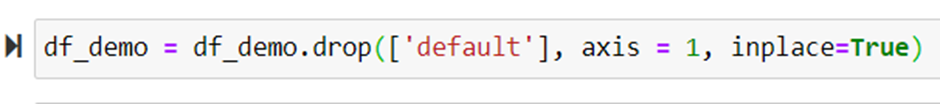 df_demo = df_demo.drop(['default'], axis = 1, inplace=True)